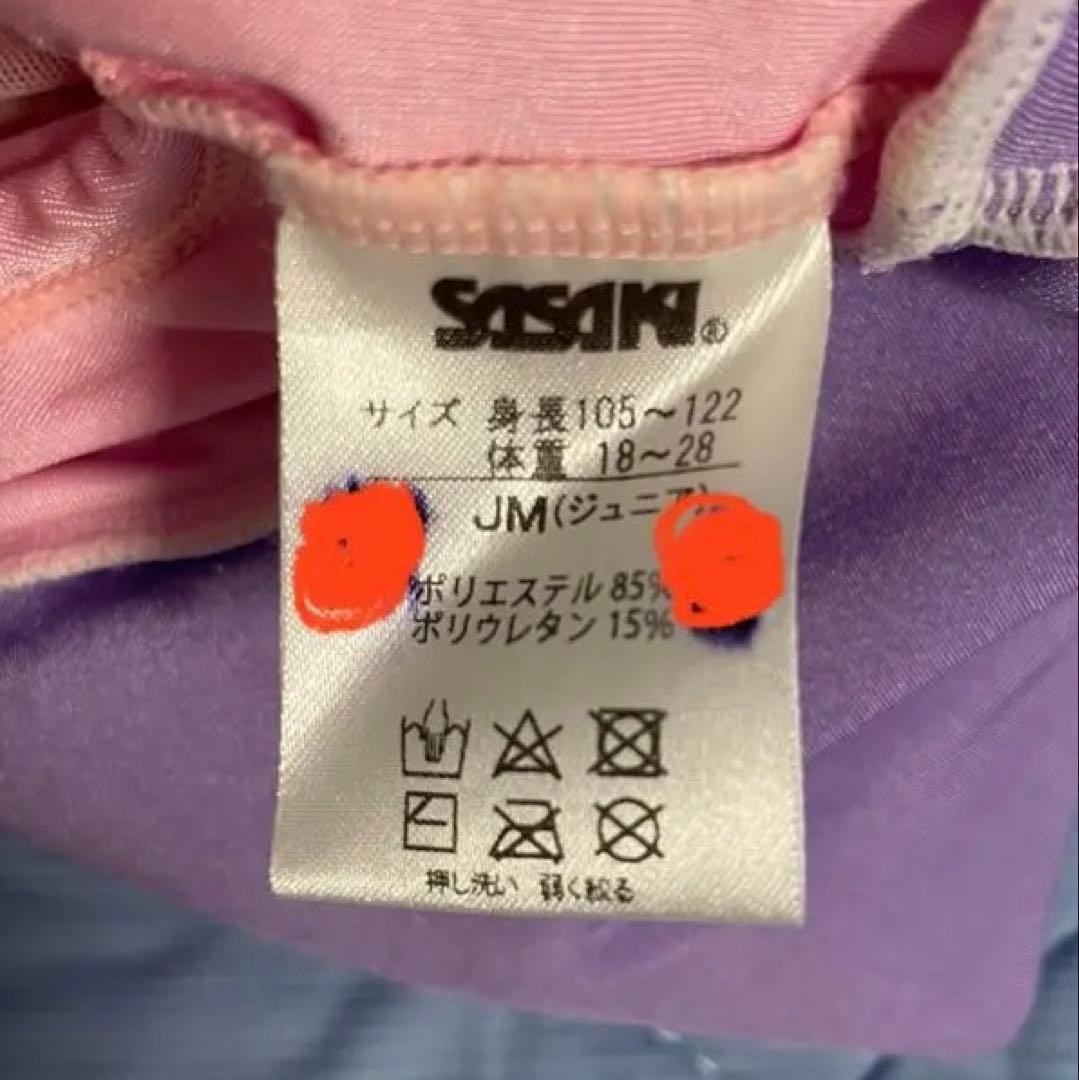 SASAKI®
サイズ 身長105～122
体重 18～28
JM(ジュニア)
ポリエステル 85%
ポリウレタン 15%
押し洗い 弱く絞る